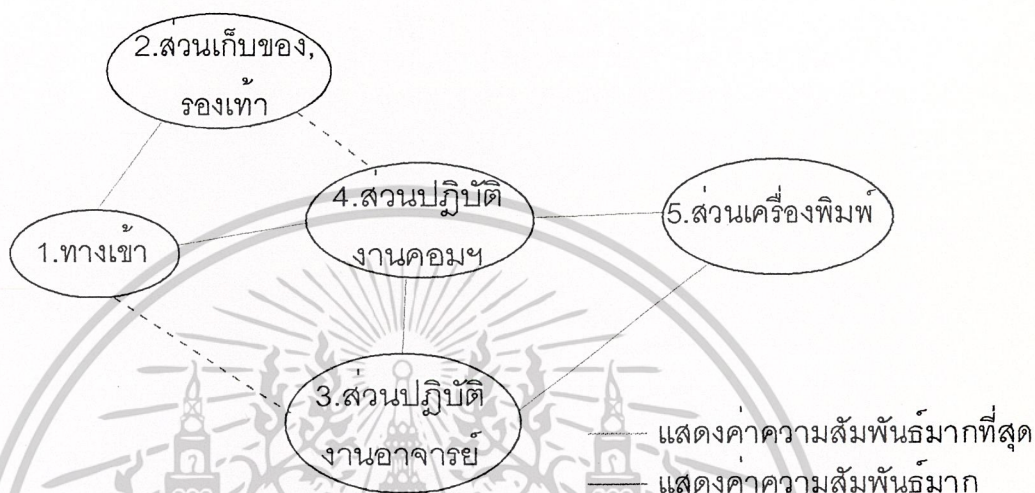 2.ส่วนเก็บของ,
รองเท้า
4.ส่วนปฏิบัติ
งานคอมฯ
5.ส่วนเครื่องพิมพ์
1.ทางเข้า
3.ส่วนปฏิบัติ
งานอาจารย์
แสดงค่าความสัมพันธ์มากที่สุด
แสดงค่าความสัมพันธ์มาก